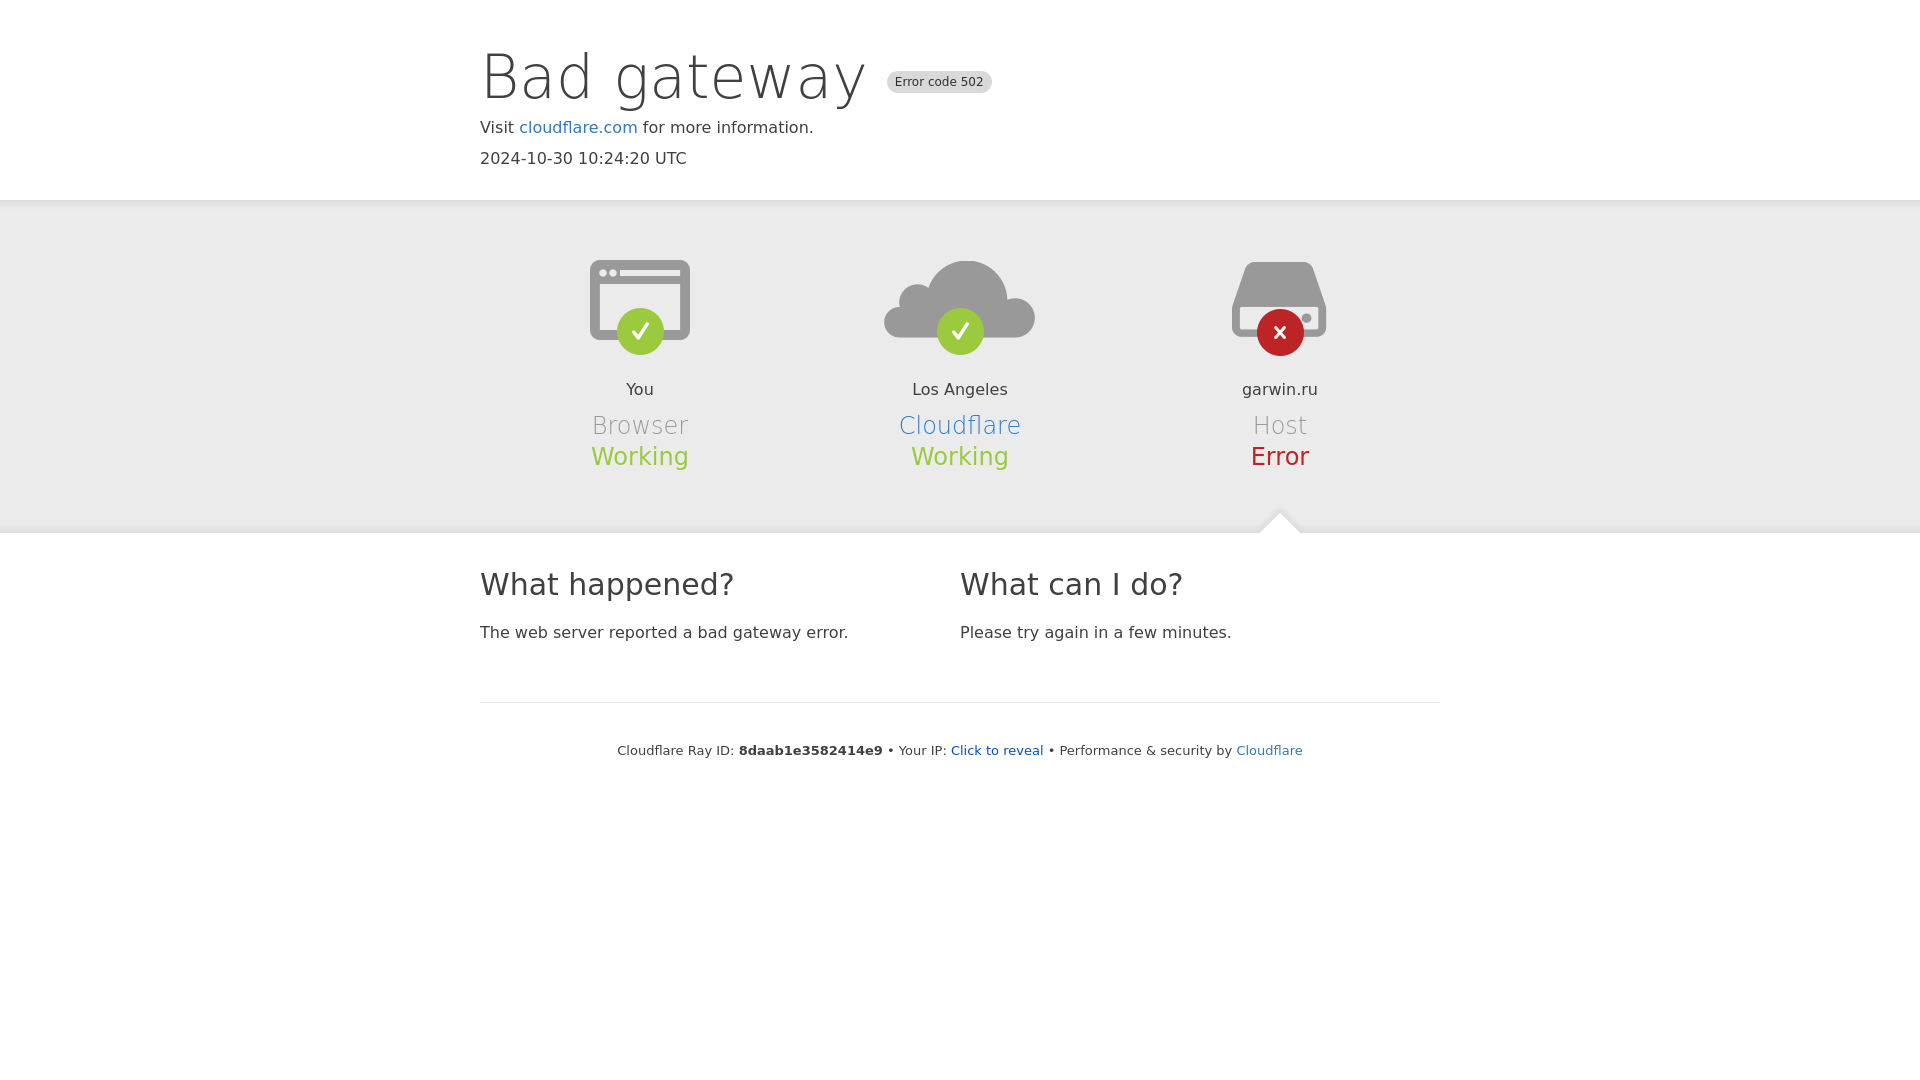 Bad gateway Error code 502
Visit cloudflare.com for more information.
2024-10-30 10:24:20 UTC
You
Browser
Working
Los Angeles
Cloudflare
Working
garwin.ru
Host
Error
What happened?
The web server reported a bad gateway error.
What can I do?
Please try again in a few minutes.
Cloudflare Ray ID: 8daab1e3582414e9 • Your IP: Click to reveal • Performance & security by Cloudflare